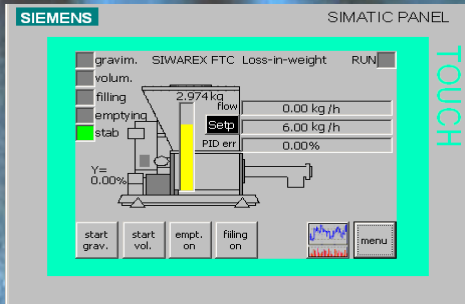 SIEMENS
SIMATIC PANEL
TOUCH
gravim. SIWAREX FTC Loss-in-weight RUN
volum.
filling
emptying
stab
2.974 kg
flow 0.00 kg/h
Setp 6.00 kg/h
PID err 0.00%
Y=
0.00%
start grav.
start vol.
empt. on
filling on
menu